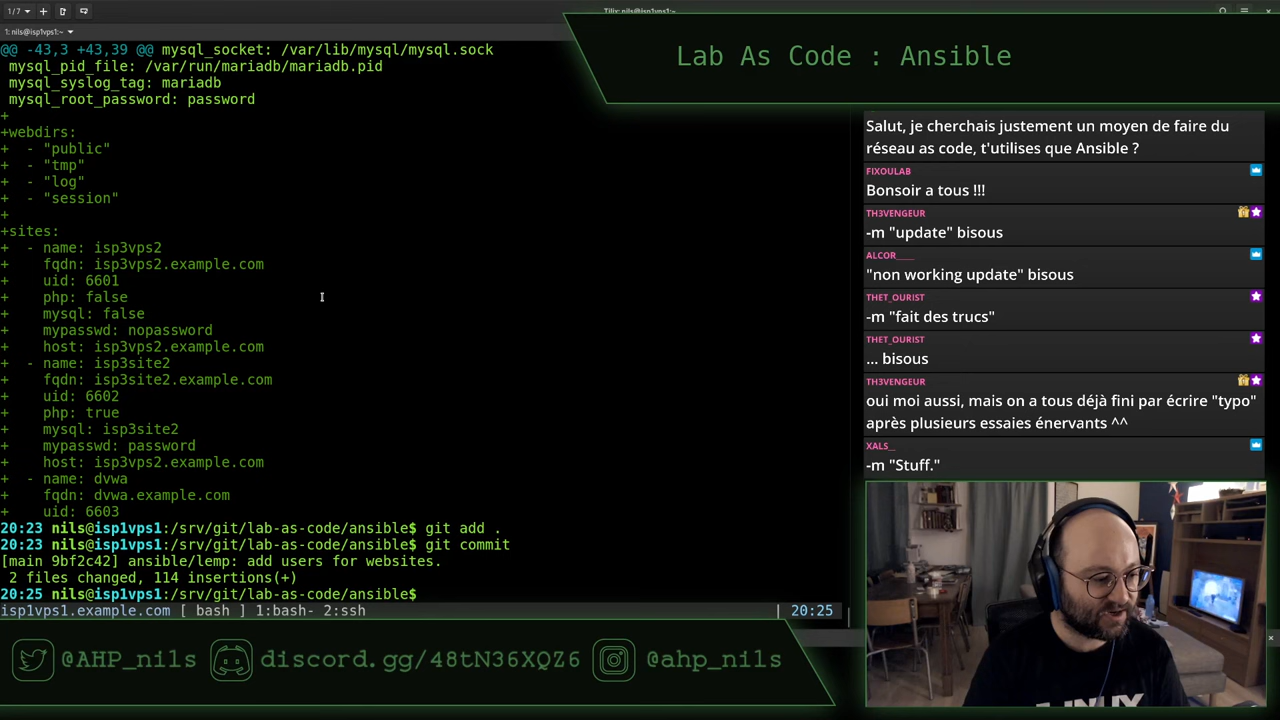 1/7
Tilix: nils@isp1vps1:~
1: nils@isp1vps1:~
@@ -43,3 +43,39 @@ mysql_socket: /var/lib/mysql/mysql.sock
mysql_pid_file: /var/run/mariadb/mariadb.pid
mysql_syslog_tag: mariadb
mysql_root_password: password
+
+webdirs:
+  - "public"
+  - "tmp"
+  - "log"
+  - "session"
+
+sites:
+  - name: isp3vps2
+    fqdn: isp3vps2.example.com
+    uid: 6601
+    php: false
+    mysql: false
+    mypasswd: nopassword
+    host: isp3vps2.example.com
+  - name: isp3site2
+    fqdn: isp3site2.example.com
+    uid: 6602
+    php: true
+    mysql: isp3site2
+    mypasswd: password
+    host: isp3vps2.example.com
+  - name: dvwa
+    fqdn: dvwa.example.com
+    uid: 6603
20:23 nils@isp1vps1:/srv/git/lab-as-code/ansible$ git add .
20:23 nils@isp1vps1:/srv/git/lab-as-code/ansible$ git commit
[main 9bf2c42] ansible/lemp: add users for websites.
2 files changed, 114 insertions(+)
20:25 nils@isp1vps1:/srv/git/lab-as-code/ansible$
isp1vps1.example.com [ bash ] 1:bash- 2:ssh | 20:25
Lab As Code : Ansible
Salut, je cherchais justement un moyen de faire du
réseau as code, t'utilises que Ansible ?
FIXOULAB
Bonsoir a tous !!!
TH3VENGEUR
-m "update" bisous
ALCOR____
"non working update" bisous
THET_OURIST
-m "fait des trucs"
THET_OURIST
... bisous
TH3VENGEUR
oui moi aussi, mais on a tous déjà fini par écrire "typo"
après plusieurs essaies énervants ^^
XALS_
-m "Stuff."
LINUX
@AHP_nils
discord.gg/48tN36XQZ6
@ahp_nils